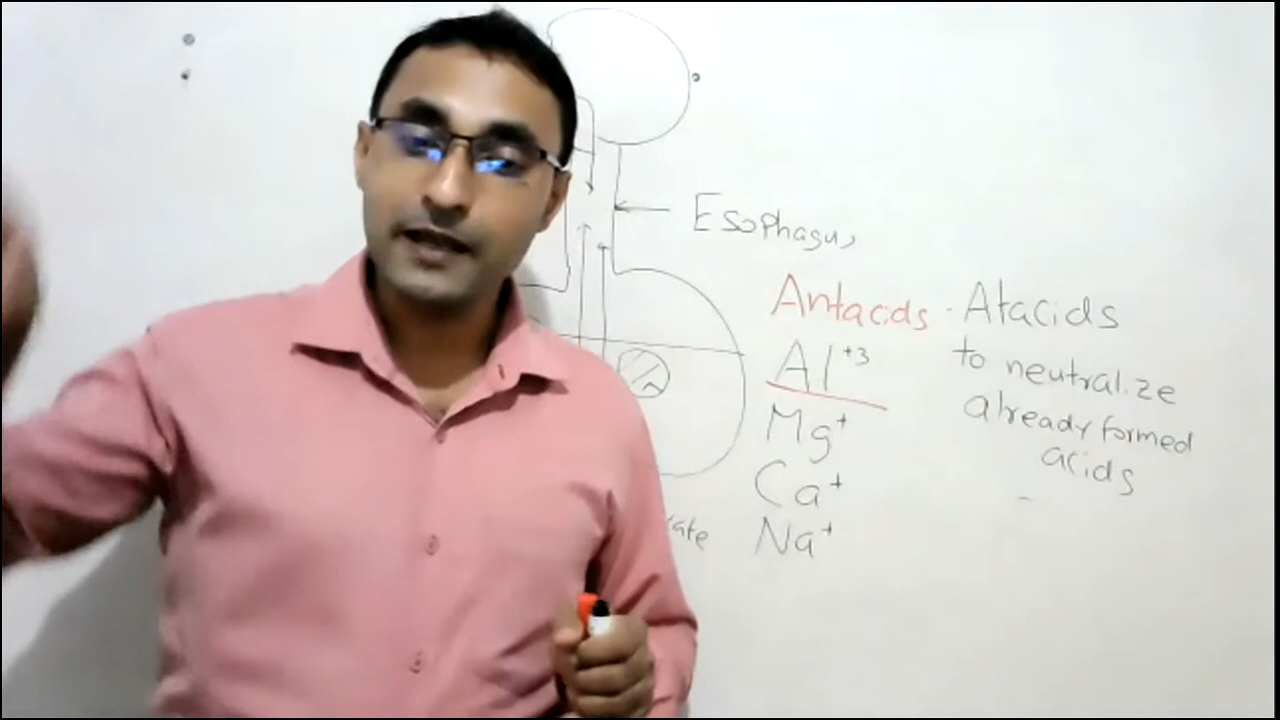 Esophagus
Antacids - Atacids
to neutralize
already formed
acids
Al+3
Mg+
Ca+
Na+